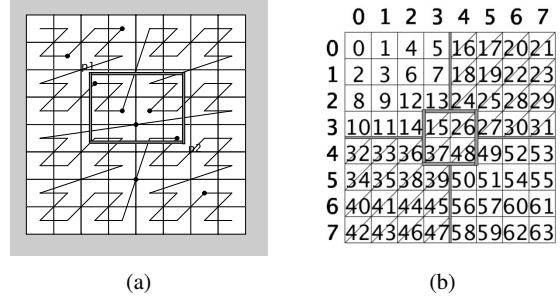 p1
p2
(a)
0 1 2 3 4 5 6 7
0 0 1 4 5 16 17 20 21
1 2 3 6 7 18 19 22 23
2 8 9 12 13 24 25 28 29
3 10 11 14 15 26 27 30 31
4 32 33 36 37 48 49 52 53
5 34 35 38 39 50 51 54 55
6 40 41 44 45 56 57 60 61
7 42 43 46 47 58 59 62 63
(b)